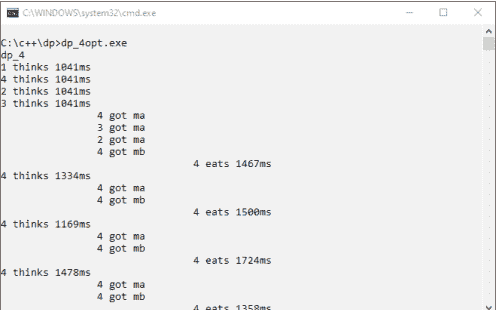 C:\WINDOWS\system32\cmd.exe
C:\c++\dp>dp_4opt.exe
dp_4
1 thinks 1041ms
4 thinks 1041ms
2 thinks 1041ms
3 thinks 1041ms
4 got ma
3 got ma
2 got ma
4 got mb
4 eats 1467ms
4 thinks 1334ms
4 got ma
4 got mb
4 eats 1500ms
4 thinks 1169ms
4 got ma
4 got mb
4 eats 1724ms
4 thinks 1478ms
4 got ma
4 got mb
4 eats 1358ms